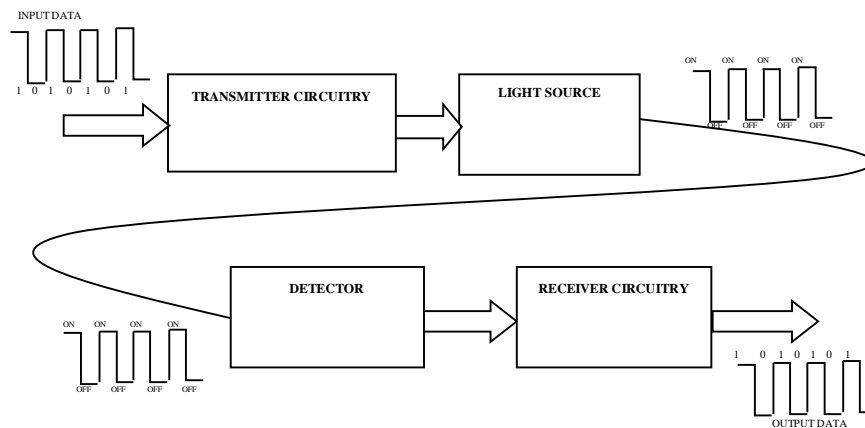 INPUT DATA
1 0 1 0 1 0 1
TRANSMITTER CIRCUITRY
LIGHT SOURCE
ON ON ON ON
OFF OFF OFF OFF
DETECTOR
RECEIVER CIRCUITRY
ON ON ON ON
OFF OFF OFF OFF
1 0 1 0 1 0 1
OUTPUT DATA